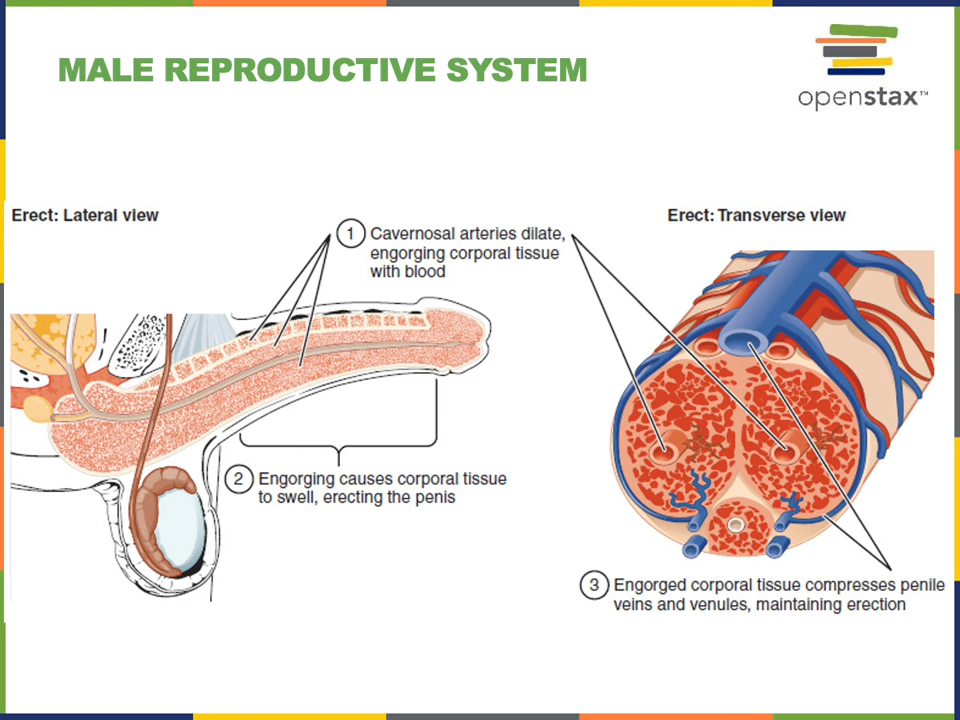 MALE REPRODUCTIVE SYSTEM
openstax™
Erect: Lateral view
1 Cavernosal arteries dilate,
engorging corporal tissue
with blood
Erect: Transverse view
2 Engorging causes corporal tissue
to swell, erecting the penis
3 Engorged corporal tissue compresses penile
veins and venules, maintaining erection